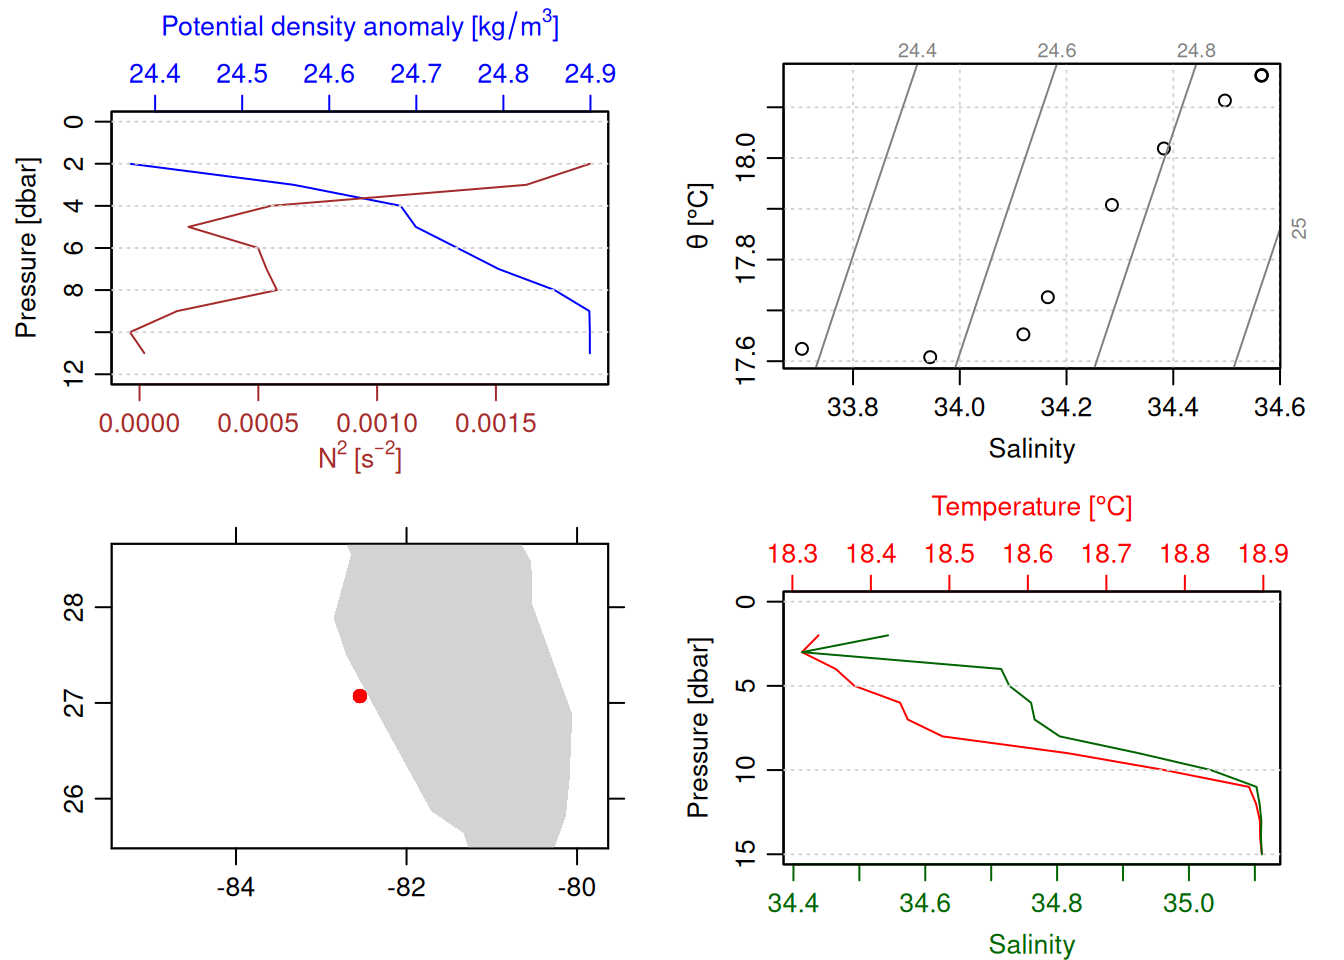 Potential density anomaly [kg/m³]
24.4 24.5 24.6 24.7 24.8 24.9
Pressure [dbar]
0
2
4
6
8
12
0.0000 0.0005 0.0010 0.0015
N² [s⁻²]
24.4 24.6 24.8
25
θ [°C]
18.0
17.8
17.6
33.8 34.0 34.2 34.4 34.6
Salinity
28
27
26
-84 -82 -80
Temperature [°C]
18.3 18.4 18.5 18.6 18.7 18.8 18.9
Pressure [dbar]
0
5
10
15
34.4 34.6 34.8 35.0
Salinity